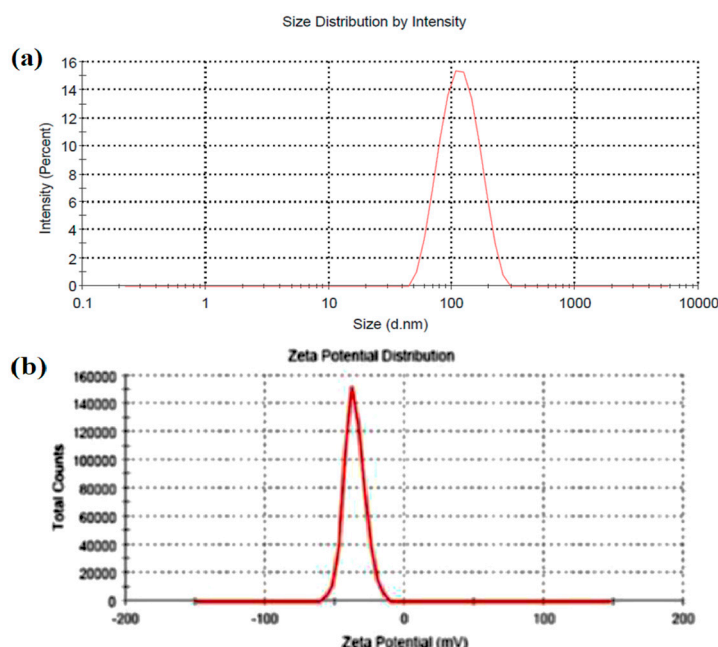 Size Distribution by Intensity
(a)
Intensity (Percent)
16
14
12
10
8
6
4
2
0
0.1 1 10 100 1000 10000
Size (d.nm)
(b)
Zeta Potential Distribution
Total Counts
160000
140000
120000
100000
80000
60000
40000
20000
0
-200 -100 0 100 200
Zeta Potential (mV)